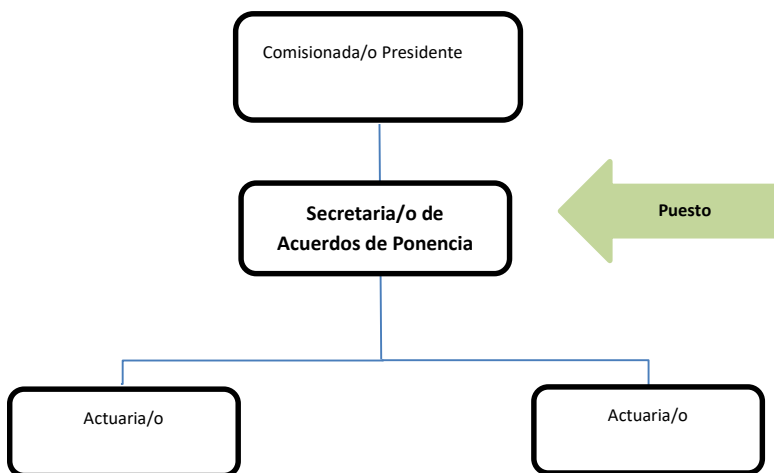 Comisionada/o Presidente
Secretaria/o de
Acuerdos de Ponencia
Puesto
Actuaria/o
Actuaria/o